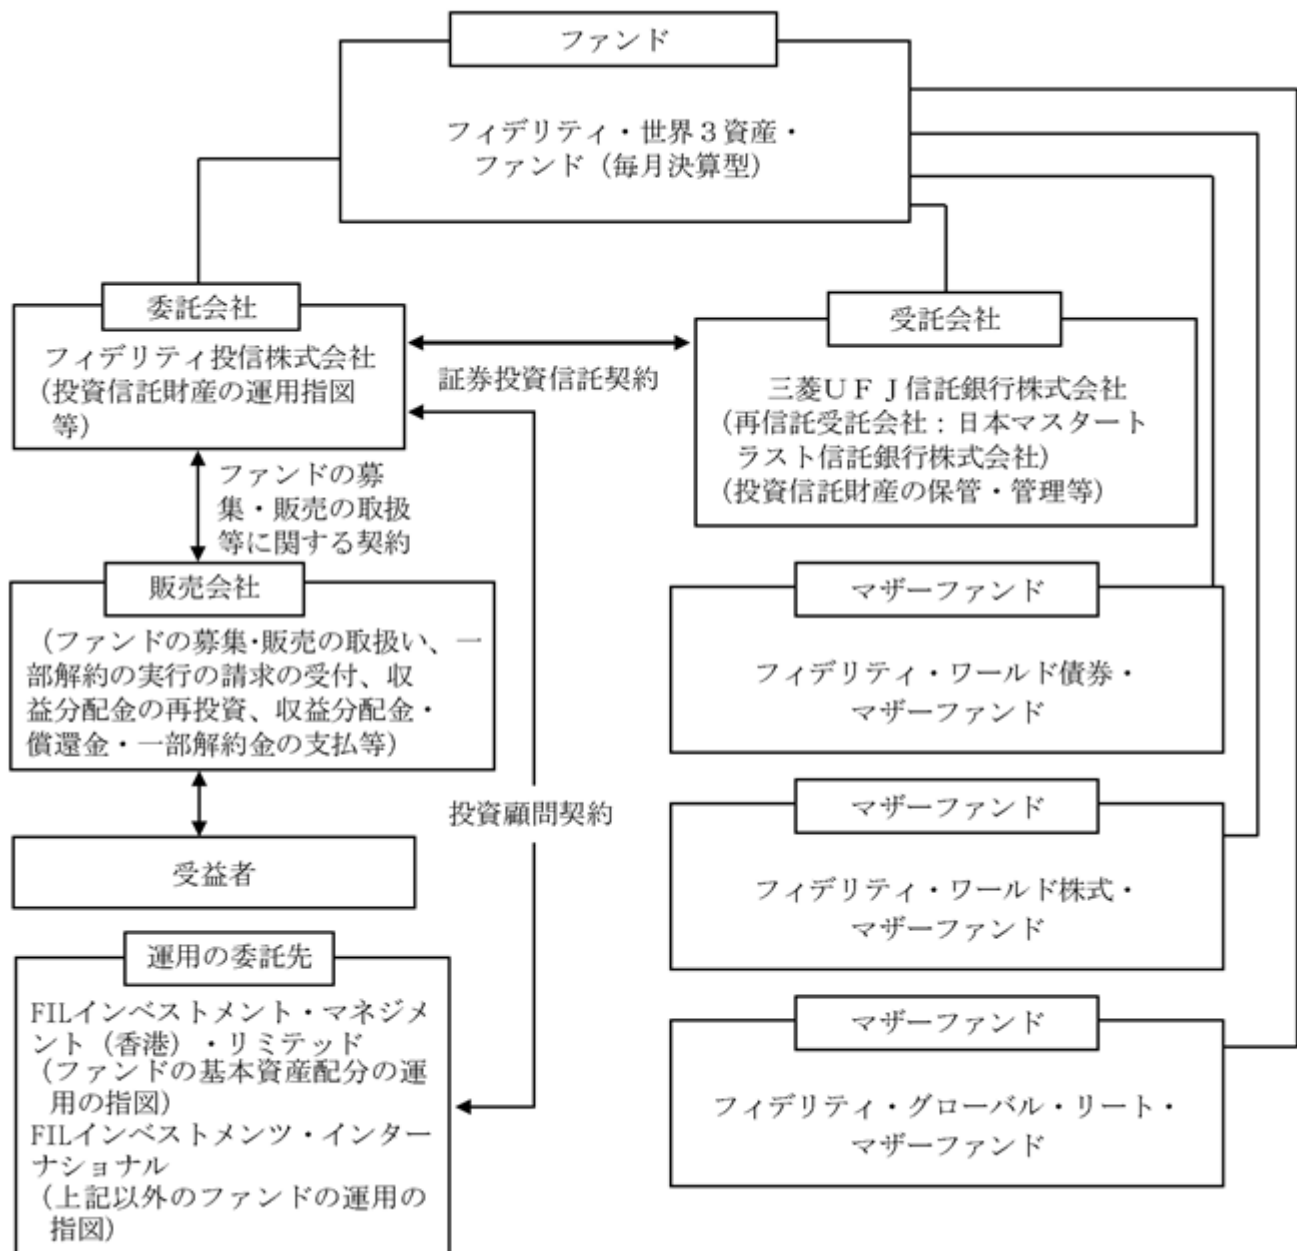 ファンド
フィデリティ・世界３資産・
ファンド（毎月決算型）
委託会社
フィデリティ投信株式会社
（投資信託財産の運用指図
等）
証券投資信託契約
受託会社
三菱ＵＦＪ信託銀行株式会社
（再信託受託会社：日本マスタート
ラスト信託銀行株式会社）
（投資信託財産の保管・管理等）
ファンドの募
集・販売の取扱
等に関する契約
販売会社
（ファンドの募集・販売の取扱い、一
部解約の実行の請求の受付、収
益分配金の再投資、収益分配金・
償還金・一部解約金の支払等）
投資顧問契約
受益者
運用の委託先
FILインベストメント・マネジメ
ント（香港）・リミテッド
（ファンドの基本資産配分の運
用の指図）
FILインベストメンツ・インター
ナショナル
（上記以外のファンドの運用の
指図）
マザーファンド
フィデリティ・ワールド債券・
マザーファンド
マザーファンド
フィデリティ・ワールド株式・
マザーファンド
マザーファンド
フィデリティ・グローバル・リート・
マザーファンド